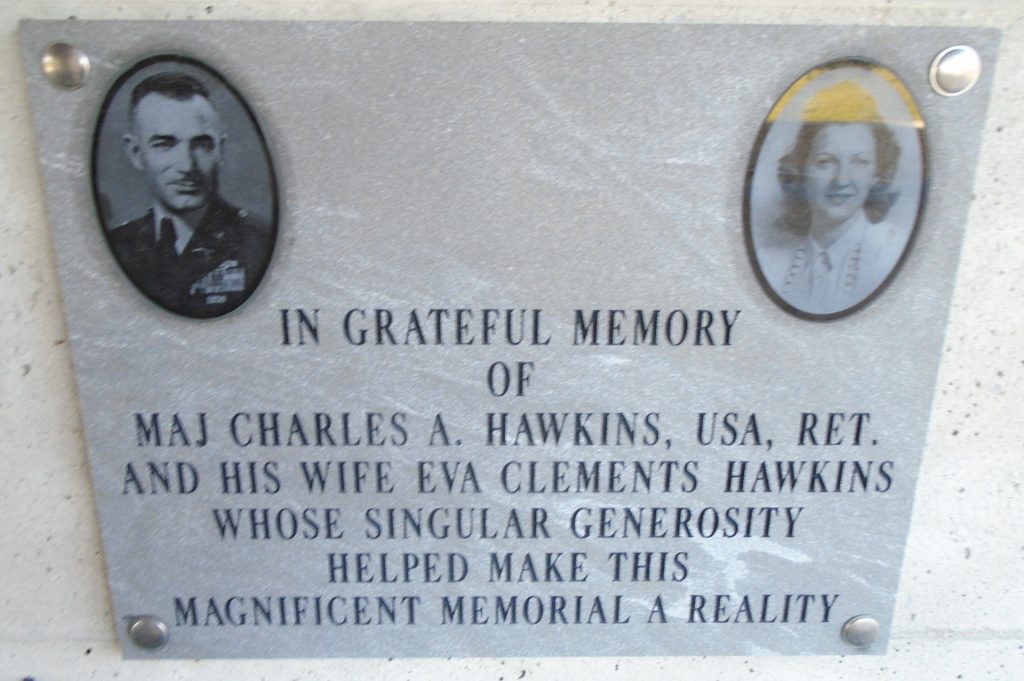 IN GRATEFUL MEMORY
OF
MAJ CHARLES A. HAWKINS, USA, RET.
AND HIS WIFE EVA CLEMENTS HAWKINS
WHOSE SINGULAR GENEROSITY
HELPED MAKE THIS
MAGNIFICENT MEMORIAL A REALITY